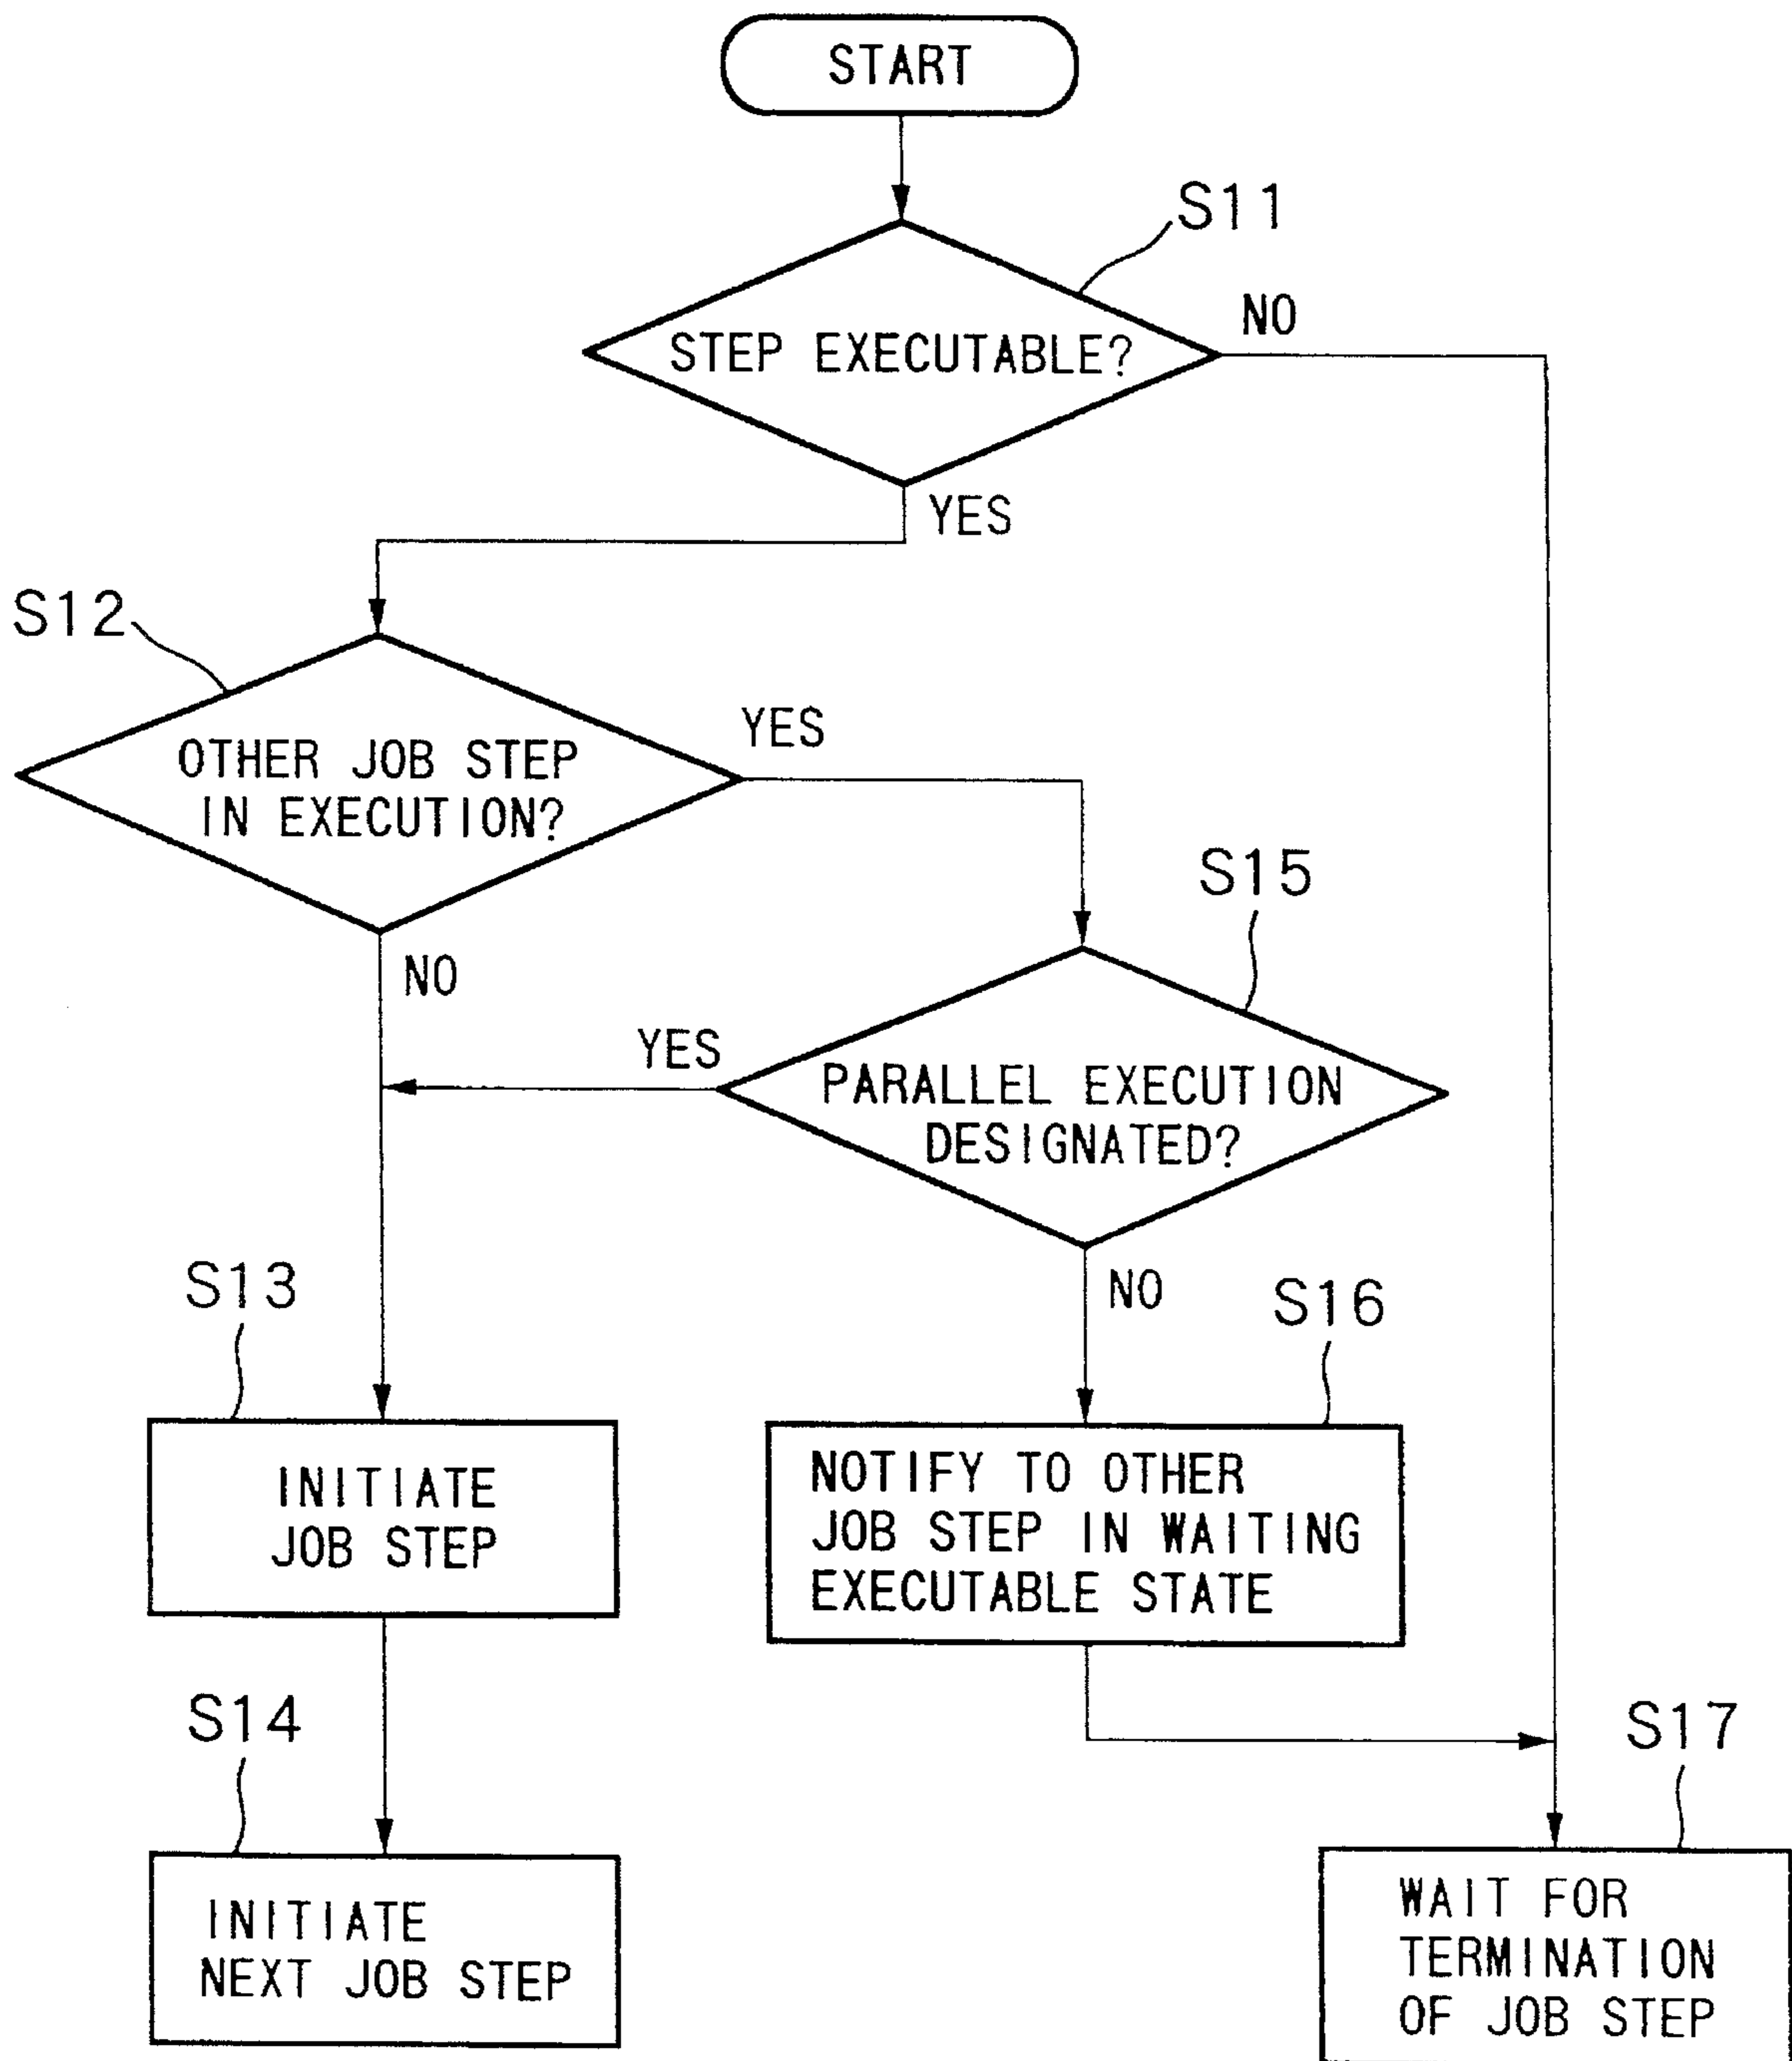 START
S11
NO
STEP EXECUTABLE?
YES
S12
YES
OTHER JOB STEP
IN EXECUTION?
S15
NO
YES
PARALLEL EXECUTION
DESIGNATED?
S13
NO
S16
INITIATE
JOB STEP
NOTIFY TO OTHER
JOB STEP IN WAITING
EXECUTABLE STATE
S14
S17
INITIATE
NEXT JOB STEP
WAIT FOR
TERMINATION
OF JOB STEP